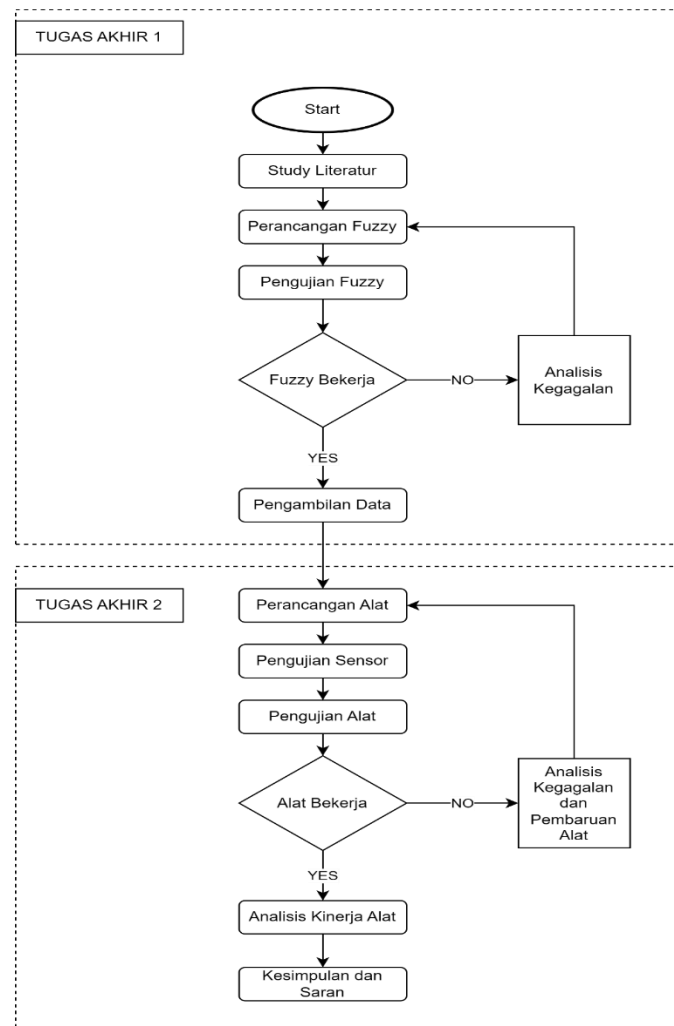 TUGAS AKHIR 1
Start
Study Literatur
Perancangan Fuzzy
Pengujian Fuzzy
Fuzzy Bekerja
NO
Analisis
Kegagalan
YES
Pengambilan Data
TUGAS AKHIR 2
Perancangan Alat
Pengujian Sensor
Pengujian Alat
Alat Bekerja
NO
Analisis
Kegagalan
dan
Pembaruan
Alat
YES
Analisis Kinerja Alat
Kesimpulan dan
Saran